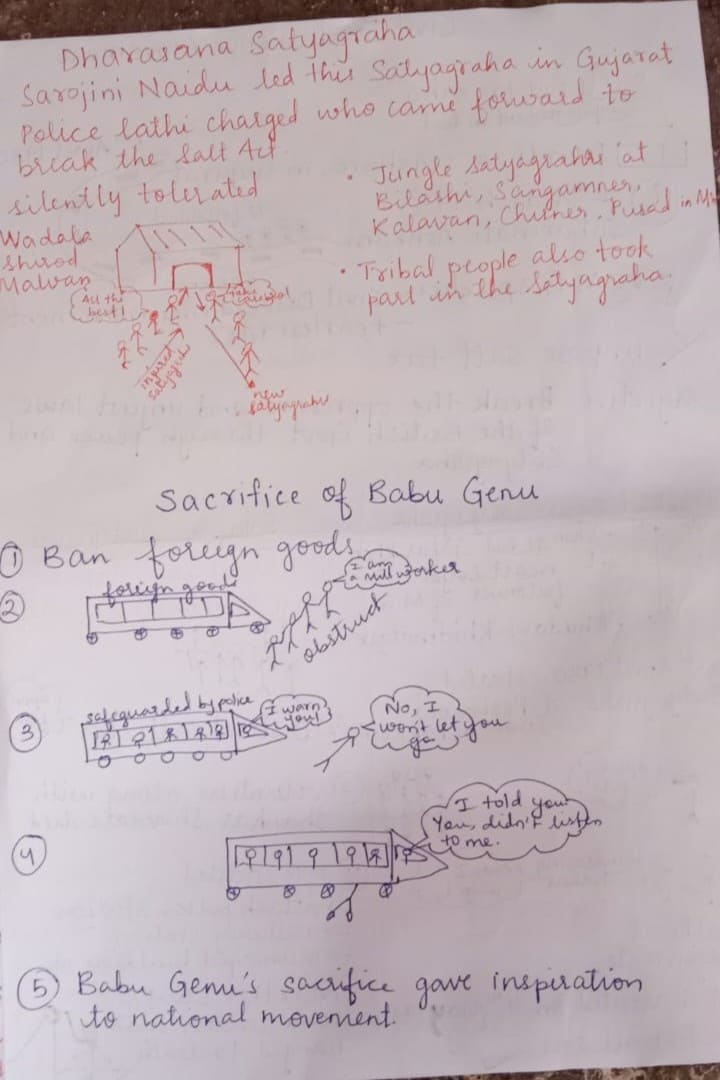 Dharasana Satyagraha
Sarojini Naidu led this Satyagraha in Gujarat
Police lathi charged who came forward to
break the Salt Act
silently tolerated
Wadala
Shirod
Malvan
• Jungle Satyagraha at
Bilashi, Sangamner,
Kalavan, Chirner, Pusad in
• Tribal people also took
part in the Satyagraha.
All the
best!
injured
satyagrahi
new
satyagrahi
Sacrifice of Babu Genu
① Ban foreign goods
②
foreign goods
I am
a mill worker
obstruct
③
safeguarded by police
I warn
you!
No, I
won't let you
go
④
I told you!
You, didn't listen
to me.
⑤ Babu Genu's sacrifice gave inspiration
to national movement.